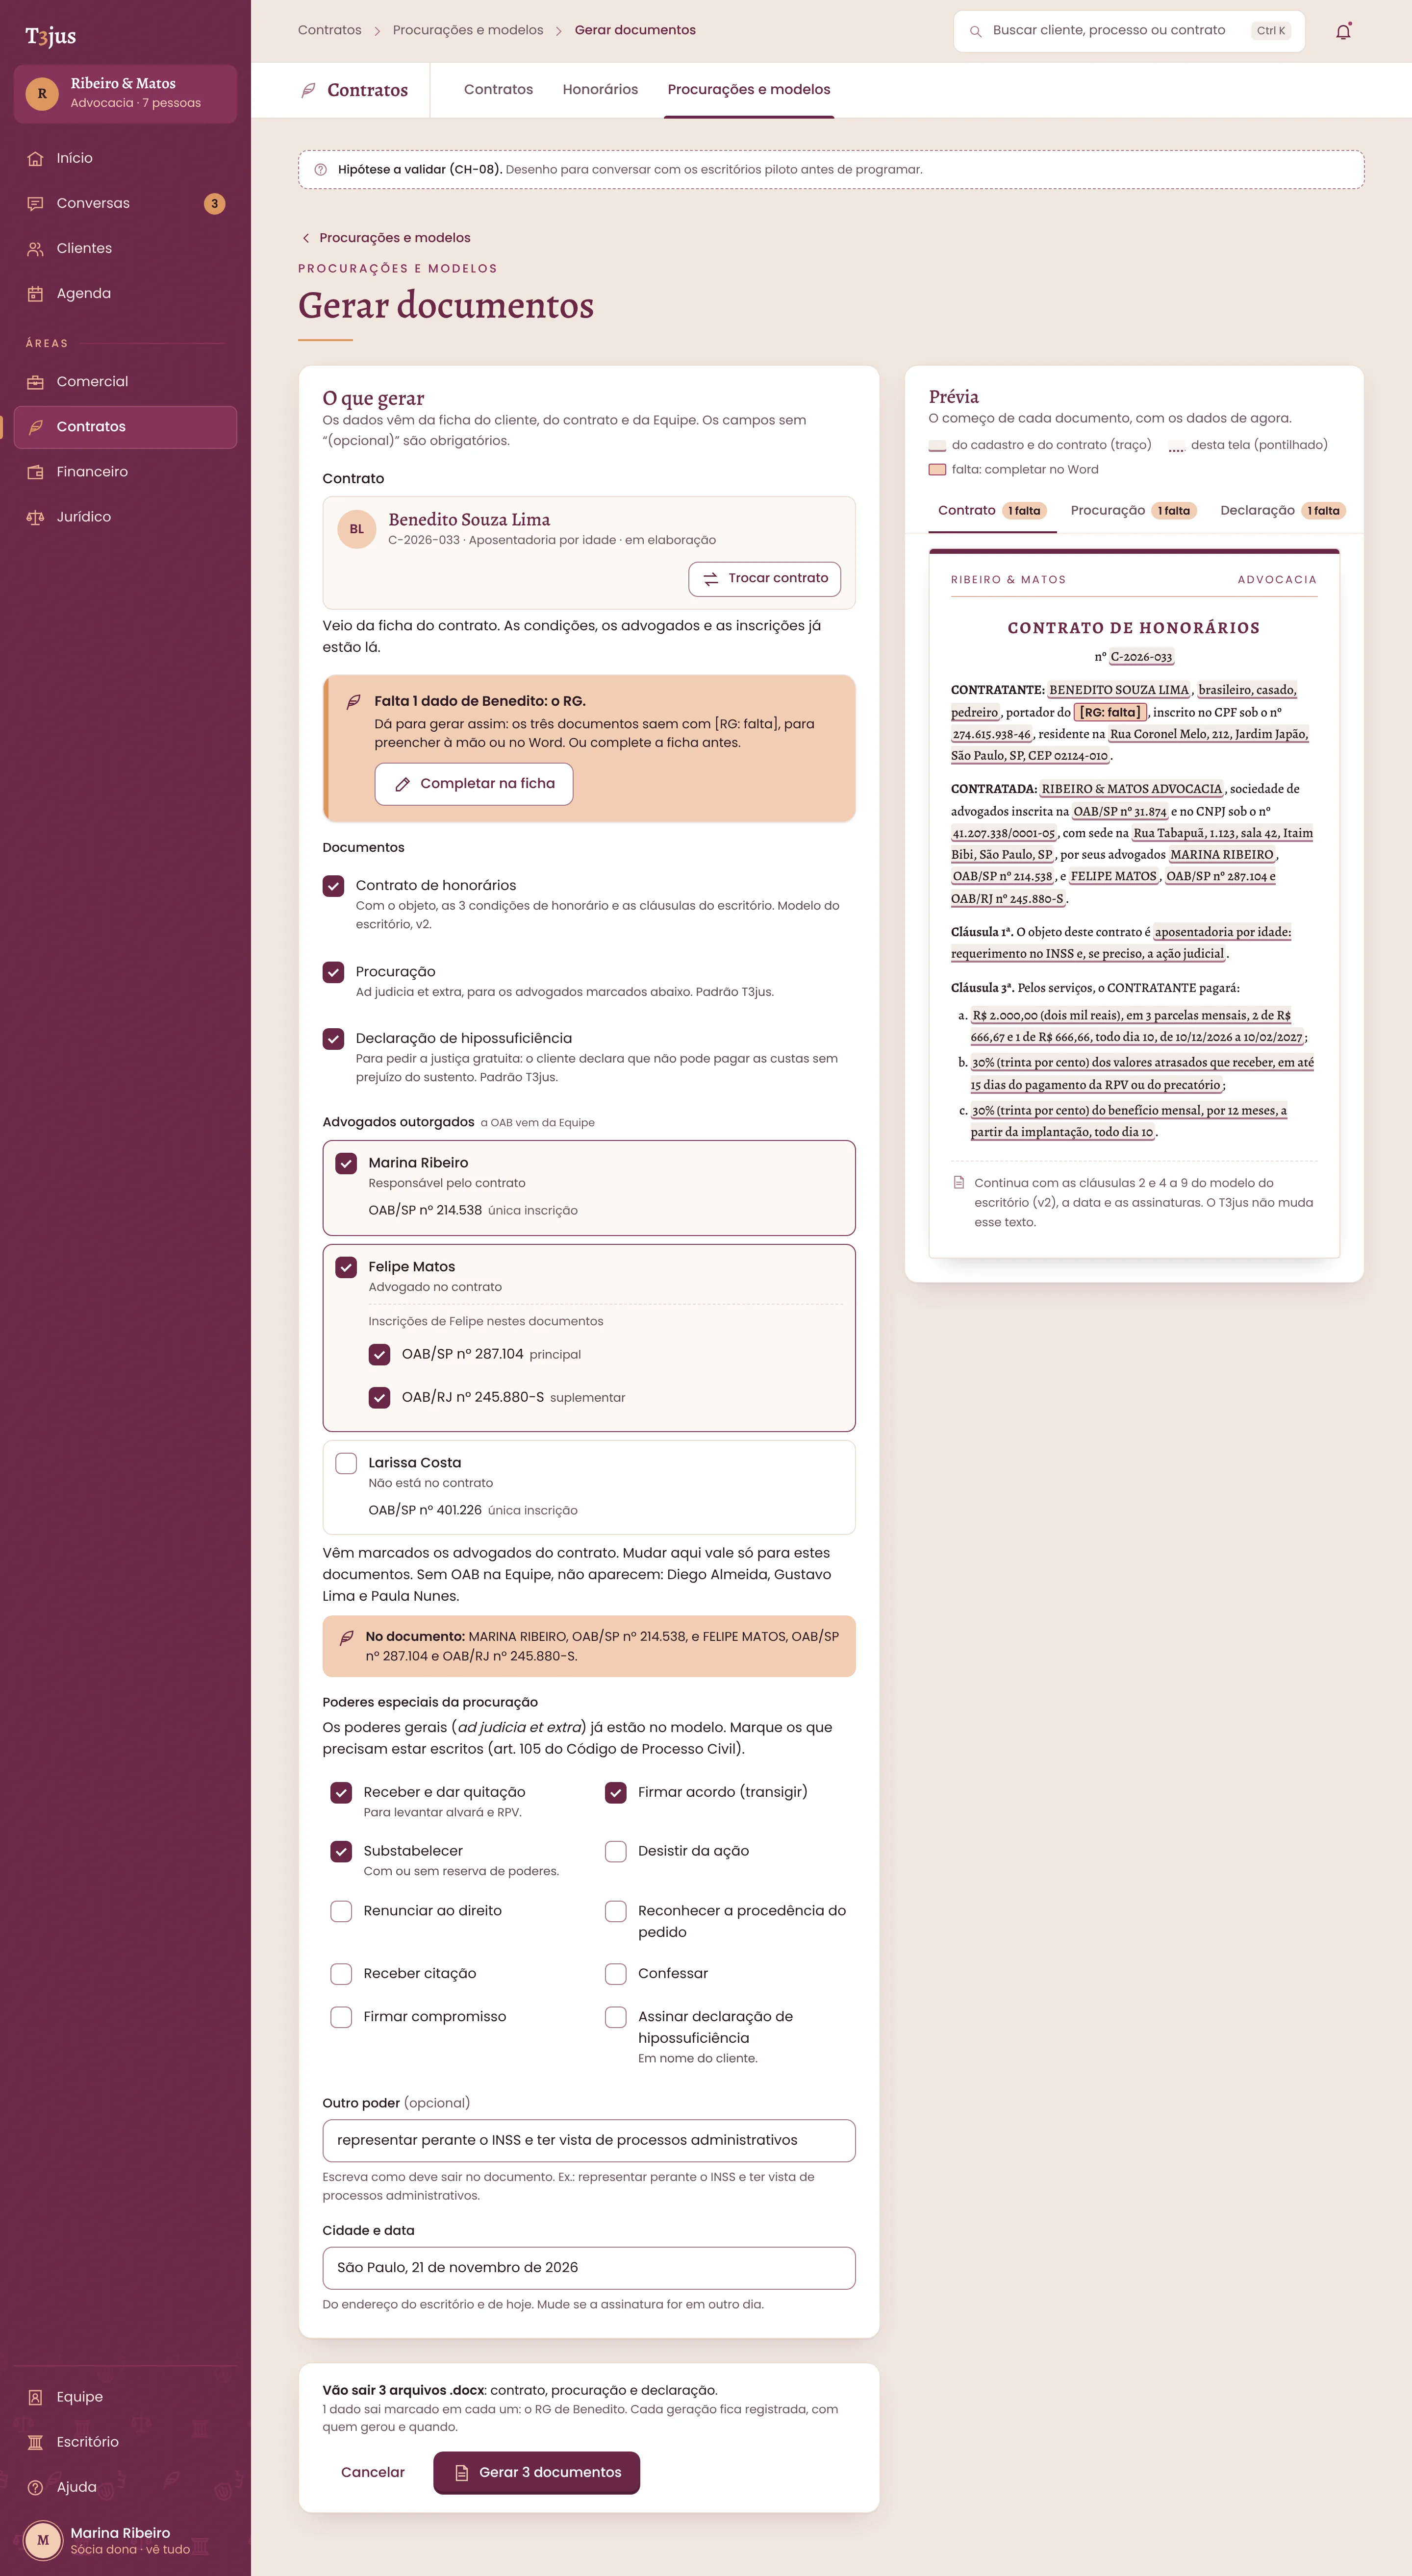 T3jus
R
Ribeiro & Matos
Advocacia · 7 pessoas
Início
Conversas
3
Clientes
Agenda
ÁREAS
Comercial
Contratos
Financeiro
Jurídico
Equipe
Escritório
Ajuda
M
Marina Ribeiro
Sócia dona · vê tudo
Contratos
Procurações e modelos
Gerar documentos
Buscar cliente, processo ou contrato
Ctrl K
Contratos
Contratos
Honorários
Procurações e modelos
Hipótese a validar (CH-08). Desenho para conversar com os escritórios piloto antes de programar.
Procurações e modelos
PROCURAÇÕES E MODELOS
Gerar documentos
O que gerar
Os dados vêm da ficha do cliente, do contrato e da Equipe. Os campos sem
“(opcional)” são obrigatórios.
Contrato
BL
Benedito Souza Lima
C-2026-033 · Aposentadoria por idade · em elaboração
Trocar contrato
Veio da ficha do contrato. As condições, os advogados e as inscrições já
estão lá.
Falta 1 dado de Benedito: o RG.
Dá para gerar assim: os três documentos saem com [RG: falta], para
preencher à mão ou no Word. Ou complete a ficha antes.
Completar na ficha
Documentos
Contrato de honorários
Com o objeto, as 3 condições de honorário e as cláusulas do escritório. Modelo do
escritório, v2.
Procuração
Ad judicia et extra, para os advogados marcados abaixo. Padrão T3jus.
Declaração de hipossuficiência
Para pedir a justiça gratuita: o cliente declara que não pode pagar as custas sem
prejuízo do sustento. Padrão T3jus.
Advogados outorgados a OAB vem da Equipe
Marina Ribeiro
Responsável pelo contrato
OAB/SP nº 214.538 única inscrição
Felipe Matos
Advogado no contrato
Inscrições de Felipe nestes documentos
OAB/SP nº 287.104 principal
OAB/RJ nº 245.880-S suplementar
Larissa Costa
Não está no contrato
OAB/SP nº 401.226 única inscrição
Vêm marcados os advogados do contrato. Mudar aqui vale só para estes
documentos. Sem OAB na Equipe, não aparecem: Diego Almeida, Gustavo
Lima e Paula Nunes.
No documento: MARINA RIBEIRO, OAB/SP nº 214.538, e FELIPE MATOS, OAB/SP
nº 287.104 e OAB/RJ nº 245.880-S.
Poderes especiais da procuração
Os poderes gerais (ad judicia et extra) já estão no modelo. Marque os que
precisam estar escritos (art. 105 do Código de Processo Civil).
Receber e dar quitação
Para levantar alvará e RPV.
Firmar acordo (transigir)
Substabelecer
Com ou sem reserva de poderes.
Desistir da ação
Renunciar ao direito
Reconhecer a procedência do
pedido
Receber citação
Confessar
Firmar compromisso
Assinar declaração de
hipossuficiência
Em nome do cliente.
Outro poder (opcional)
representar perante o INSS e ter vista de processos administrativos
Escreva como deve sair no documento. Ex.: representar perante o INSS e ter vista de
processos administrativos.
Cidade e data
São Paulo, 21 de novembro de 2026
Do endereço do escritório e de hoje. Mude se a assinatura for em outro dia.
Vão sair 3 arquivos .docx: contrato, procuração e declaração.
1 dado sai marcado em cada um: o RG de Benedito. Cada geração fica registrada, com
quem gerou e quando.
Cancelar
Gerar 3 documentos
Prévia
O começo de cada documento, com os dados de agora.
do cadastro e do contrato (traço)
desta tela (pontilhado)
falta: completar no Word
Contrato 1 falta
Procuração 1 falta
Declaração 1 falta
RIBEIRO & MATOS
ADVOCACIA
CONTRATO DE HONORÁRIOS
nº C-2026-033
CONTRATANTE: BENEDITO SOUZA LIMA, brasileiro, casado,
pedreiro, portador do [RG: falta], inscrito no CPF sob o nº
274.615.938-46, residente na Rua Coronel Melo, 212, Jardim Japão,
São Paulo, SP, CEP 02124-010.
CONTRATADA: RIBEIRO & MATOS ADVOCACIA, sociedade de
advogados inscrita na OAB/SP nº 31.874 e no CNPJ sob o nº
41.207.338/0001-05, com sede na Rua Tabapuã, 1.123, sala 42, Itaim
Bibi, São Paulo, SP, por seus advogados MARINA RIBEIRO,
OAB/SP nº 214.538, e FELIPE MATOS, OAB/SP nº 287.104 e
OAB/RJ nº 245.880-S.
Cláusula 1ª. O objeto deste contrato é aposentadoria por idade:
requerimento no INSS e, se preciso, a ação judicial.
Cláusula 3ª. Pelos serviços, o CONTRATANTE pagará:
a. R$ 2.000,00 (dois mil reais), em 3 parcelas mensais, 2 de R$
666,67 e 1 de R$ 666,66, todo dia 10, de 10/12/2026 a 10/02/2027;
b. 30% (trinta por cento) dos valores atrasados que receber, em até
15 dias do pagamento da RPV ou do precatório;
c. 30% (trinta por cento) do benefício mensal, por 12 meses, a
partir da implantação, todo dia 10.
Continua com as cláusulas 2 e 4 a 9 do modelo do
escritório (v2), a data e as assinaturas. O T3jus não muda
esse texto.